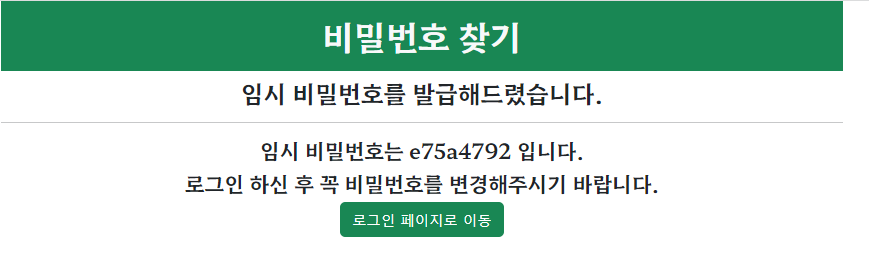 비밀번호 찾기
임시 비밀번호를 발급해드렸습니다.
임시 비밀번호는 e75a4792 입니다.
로그인 하신 후 꼭 비밀번호를 변경해주시기 바랍니다.
로그인 페이지로 이동